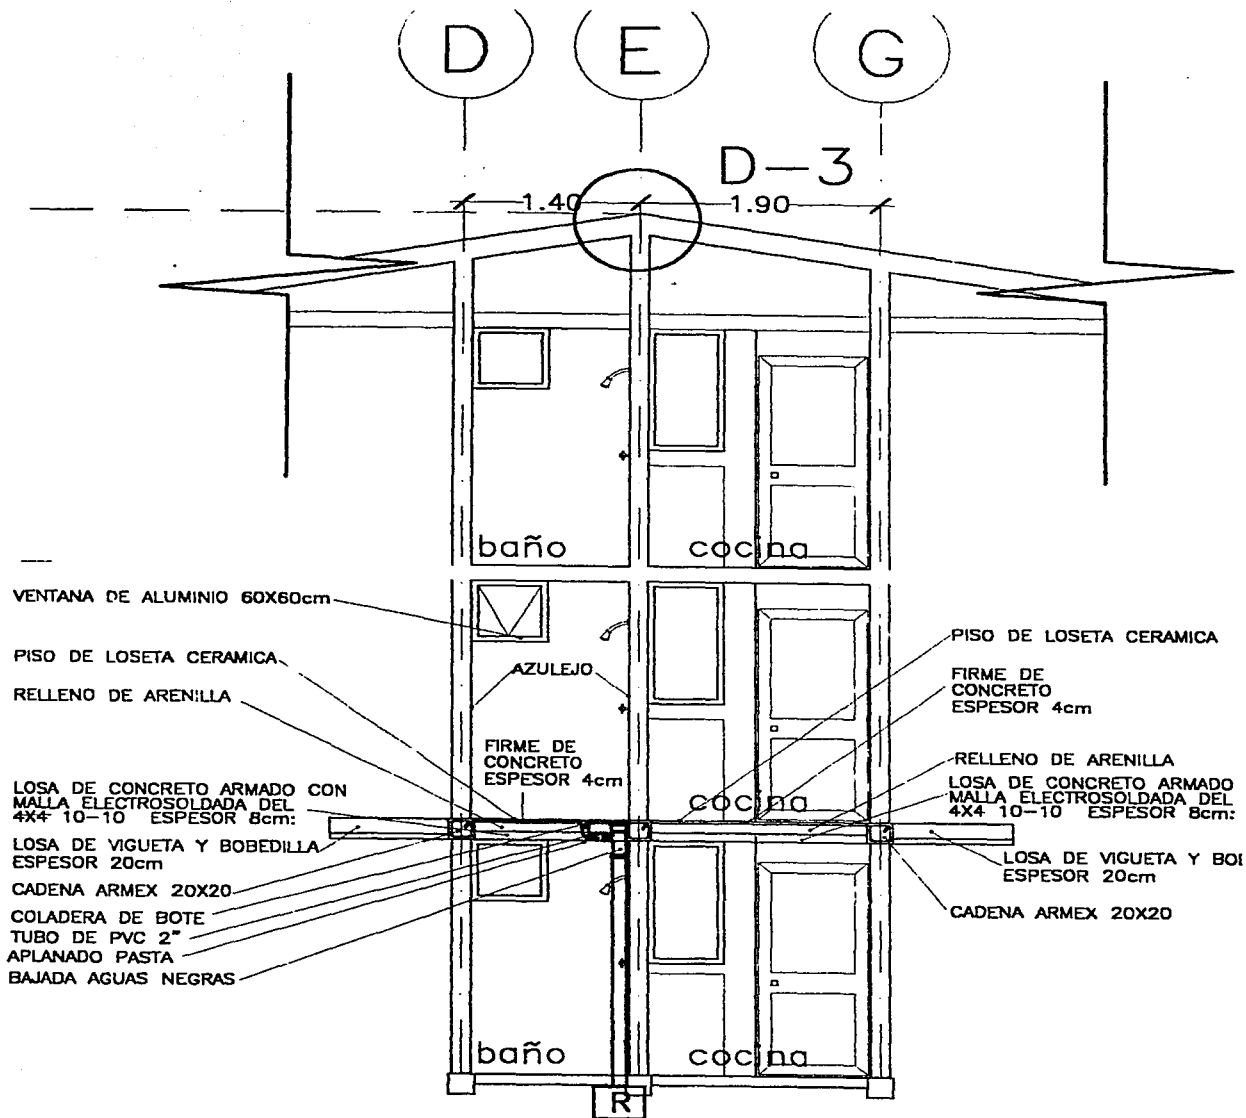 D E G
D-3
1.40 1.90
baño cocina
VENTANA DE ALUMINIO 60X60cm
PISO DE LOSETA CERAMICA
RELLENO DE ARENILLA
AZULEJO
FIRME DE
CONCRETO
ESPESOR 4cm
PISO DE LOSETA CERAMICA
FIRME DE
CONCRETO
ESPESOR 4cm
RELLENO DE ARENILLA
cocina
LOSA DE CONCRETO ARMADO CON
MALLA ELECTROSOLDADA DEL
4X4 10-10 ESPESOR 8cm:
LOSA DE VIGUETA Y BOBEDILLA
ESPESOR 20cm
CADENA ARMEX 20X20
COLADERA DE BOTE
TUBO DE PVC 2"
APLANADO PASTA
BAJADA AGUAS NEGRAS
LOSA DE CONCRETO ARMADO
MALLA ELECTROSOLDADA DEL
4X4 10-10 ESPESOR 8cm:
LOSA DE VIGUETA Y
ESPESOR 20cm
CADENA ARMEX 20X20
baño cocina
R